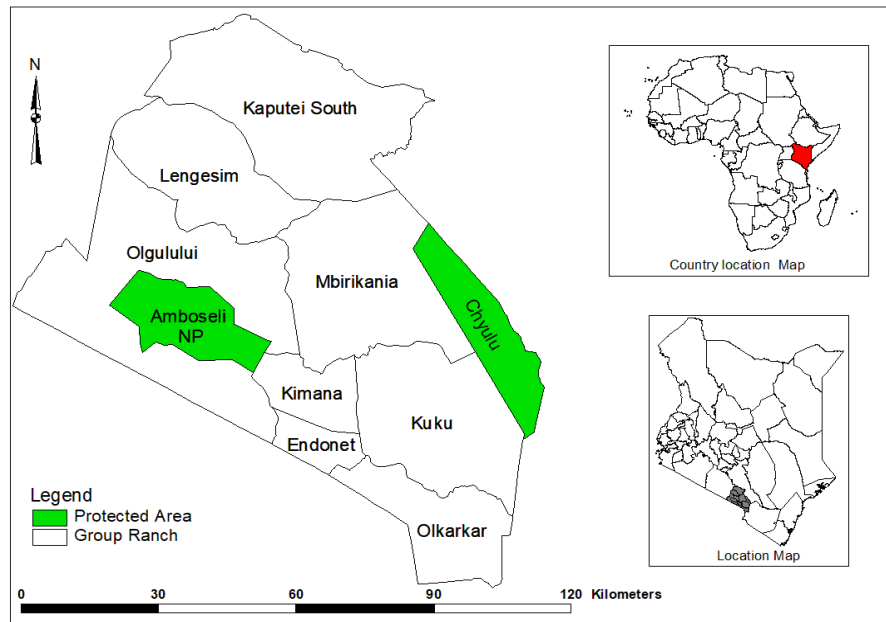 N
Kaputei South
Lengesim
Olgululului
Mbirikania
Chyulu
Amboseli
NP
Kimana
Kuku
Endonet
Olkarkar
Legend
Protected Area
Group Ranch
0 30 60 90 120 Kilometers
Country location Map
Location Map